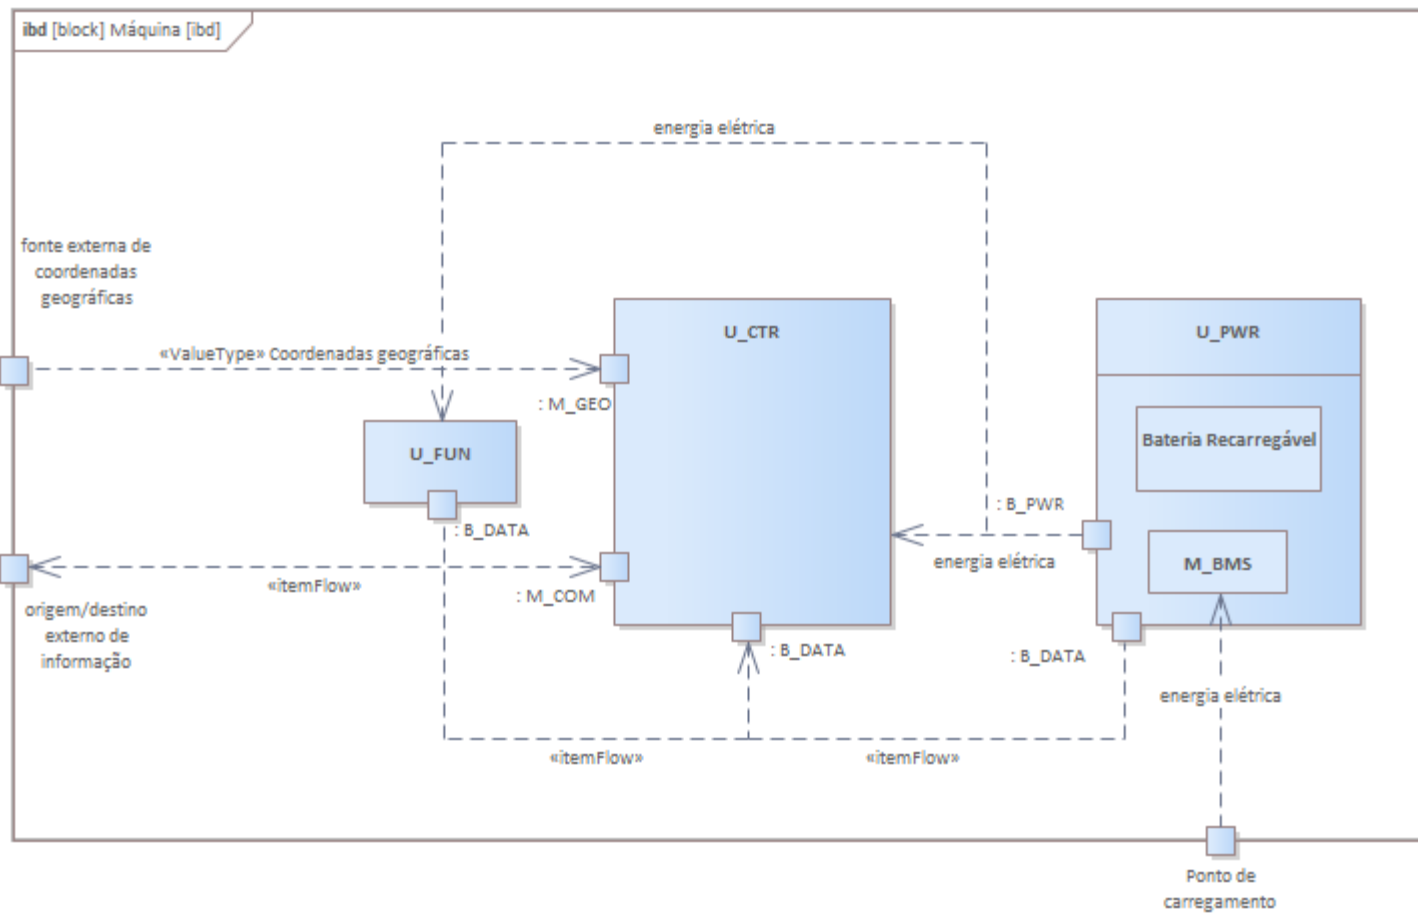 ibd [block] Máquina [ibd]
energia elétrica
fonte externa de
coordenadas
geográficas
«ValueType» Coordenadas geográficas
: M_GEO
U_CTR
U_PWR
Bateria Recarregável
U_FUN
: B_DATA
: B_PWR
energia elétrica
M_BMS
«itemFlow»
: M_COM
origem/destino
externo de
informação
: B_DATA
: B_DATA
energia elétrica
«itemFlow»
«itemFlow»
Ponto de
carregamento